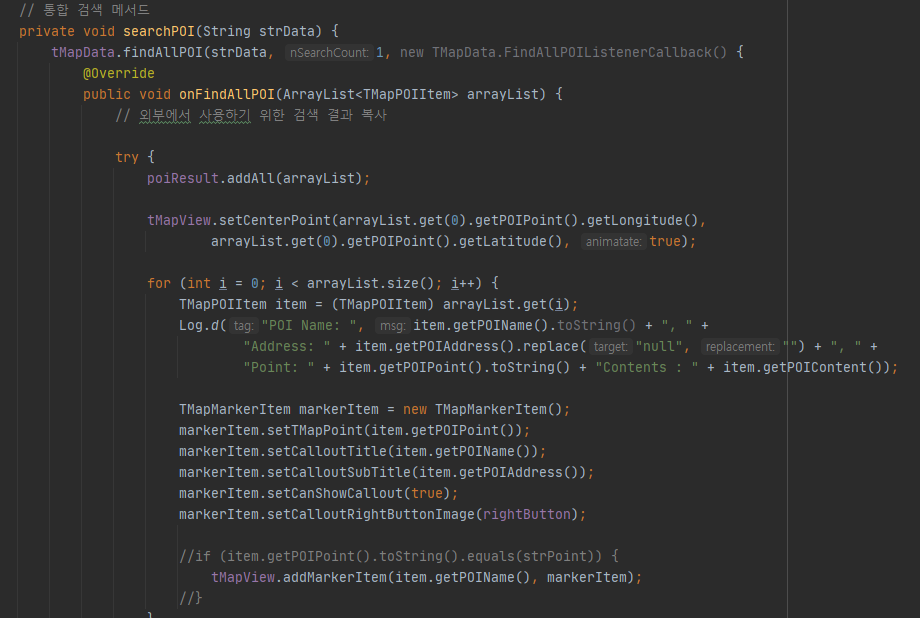 // 통합 검색 메서드
private void searchPOI(String strData) {
tMapData.findAllPOI(strData, nSearchCount: 1, new TMapData.FindAllPOIListenerCallback() {
@Override
public void onFindAllPOI(ArrayList<TMapPOIItem> arrayList) {
// 외부에서 사용하기 위한 검색 결과 복사
try {
poiResult.addAll(arrayList);
tMapView.setCenterPoint(arrayList.get(0).getPOIPoint().getLongitude(),
arrayList.get(0).getPOIPoint().getLatitude(), animatate: true);
for (int i = 0; i < arrayList.size(); i++) {
TMapPOIItem item = (TMapPOIItem) arrayList.get(i);
Log.d( tag: "POI Name: ", msg: item.getPOIName().toString() + ", " +
"Address: " + item.getPOIAddress().replace( target: "null", replacement: "") + ", " +
"Point: " + item.getPOIPoint().toString() + "Contents : " + item.getPOIContent());
TMapMarkerItem markerItem = new TMapMarkerItem();
markerItem.setTMapPoint(item.getPOIPoint());
markerItem.setCalloutTitle(item.getPOIName());
markerItem.setCalloutSubTitle(item.getPOIAddress());
markerItem.setCanShowCallout(true);
markerItem.setCalloutRightButtonImage(rightButton);
//if (item.getPOIPoint().toString().equals(strPoint)) {
tMapView.addMarkerItem(item.getPOIName(), markerItem);
//}
}